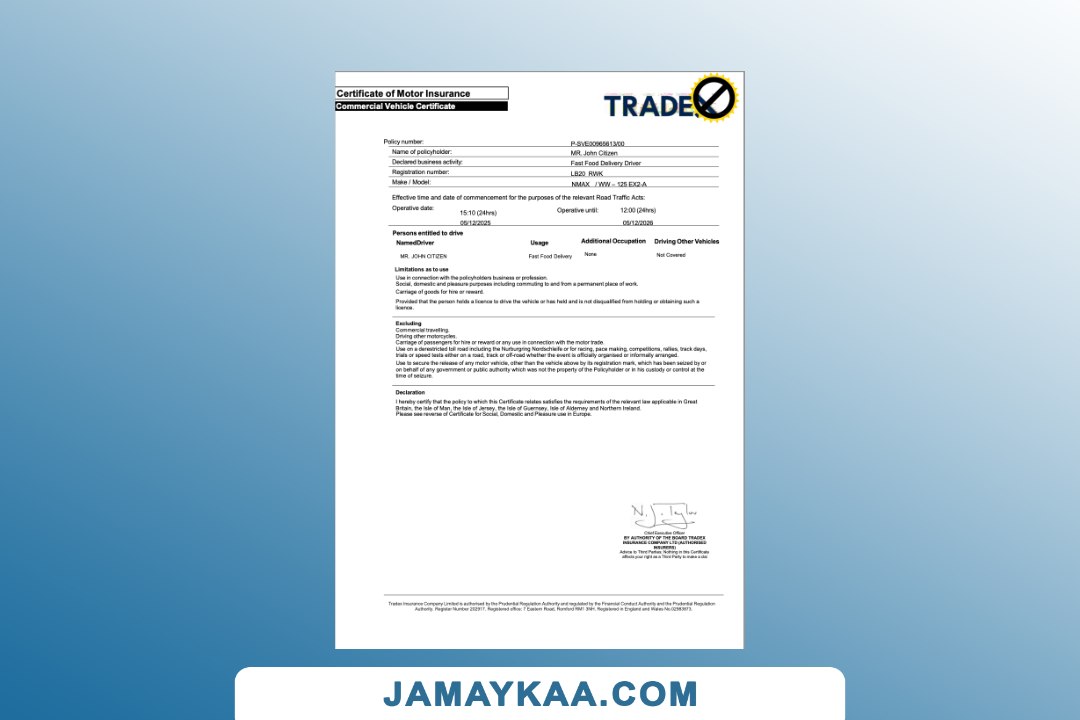 Certificate of Motor Insurance
Commercial Vehicle Certificate
TRADEX
Policy number: P-SVE00965613/00
Name of policyholder: MR. John Citizen
Declared business activity: Fast Food Delivery Driver
Registration number: LB20 RWK
Make / Model: NMAX / WW – 125 EX2-A
Effective time and date of commencement for the purposes of the relevant Road Traffic Acts:
Operative date: 15:10 (24hrs) Operative until: 12:00 (24hrs)
05/12/2025 05/12/2026
Persons entitled to drive
NamedDriver Usage Additional Occupation Driving Other Vehicles
MR. JOHN CITIZEN Fast Food Delivery None Not Covered
Limitations as to use
Use in connection with the policyholders business or profession.
Social, domestic and pleasure purposes including commuting to and from a permanent place of work.
Carriage of goods for hire or reward.
Provided that the person holds a licence to drive the vehicle or has held and is not disqualified from holding or obtaining such a
licence.
Excluding
Commercial travelling.
Driving other motorcycles.
Carriage of passengers for hire or reward or any use in connection with the motor trade.
Use on a derestricted toll road including the Nurburgring Nordschleife or for racing, pace making, competitions, rallies, track days,
trials or speed tests either on a road, track or off-road whether the event is officially organised or informally arranged.
Use to secure the release of any motor vehicle, other than the vehicle above by its registration mark, which has been seized by or
on behalf of any government or public authority which was not the property of the Policyholder or in his custody or control at the
time of seizure.
Declaration
I hereby certify that the policy to which this Certificate relates satisfies the requirements of the relevant law applicable in Great
Britain, the Isle of Man, the Isle of Jersey, the Isle of Guernsey, Isle of Alderney and Northern Ireland.
Please see reverse of Certificate for Social, Domestic and Pleasure use in Europe.
N. J. Taylor
Chief Executive Officer
BY AUTHORITY OF THE BOARD TRADEX
INSURANCE COMPANY LTD (AUTHORISED
INSURERS)
Advice to Third Parties: Nothing in this Certificate
affects your right as a Third Party to make a claim.
Tradex Insurance Company Limited is authorised by the Prudential Regulation Authority and regulated by the Financial Conduct Authority and the Prudential Regulation
Authority. Register Number 202917. Registered office: 7 Eastern Road, Romford RM1 3NH. Registered in England and Wales No.02983873.
JAMAYKAA.COM